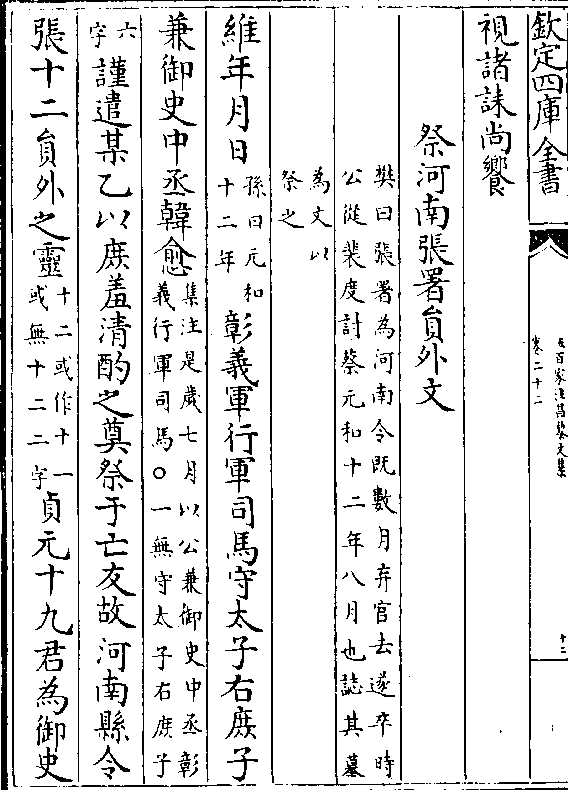 欽定四庫全書
五百家注昌黎文集
卷二十二
十二
視諸誄尚饗
祭河南張署員外文
樊曰張署為河南令既數月弃官去遂卒時
公從裴度討蔡元和十二年八月也誌其墓
為文以
祭之
維年月日
孫曰元和
十二年
彰義軍行軍司馬守太子右庶子
兼御史中丞韓愈
集注是歲七月以公兼御史中丞彰
義行軍司馬○一無守太子右庶子
六
字
謹遣某乙以庶羞清酌之奠祭于亡友故河南縣令
張十二員外之靈
十二或作十一
或無十二二字
貞元十九君為御史